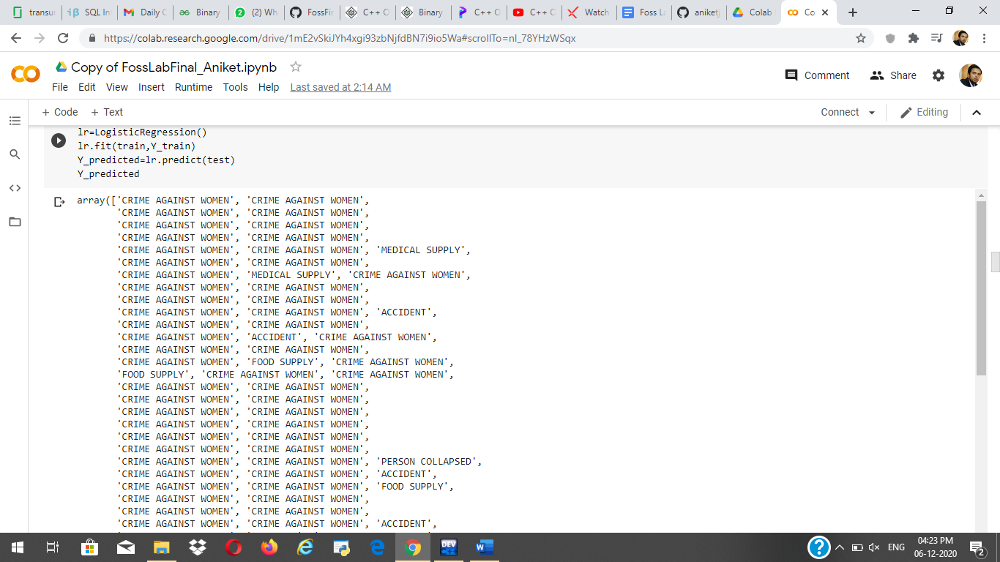 transur
SQL In
Daily C
Binary
(2) Wh
FossFir
C++ C
Binary
C++ C
C++ C
Watch
Foss La
aniketj
Colab
Co
https://colab.research.google.com/drive/1mE2vSkiJYh4xgi93zbNjfdBN7i9io5Wa#scrollTo=nI_78YHzWSqx
Copy of FossLabFinal_Aniket.ipynb
Comment Share
File Edit View Insert Runtime Tools Help Last saved at 2:14 AM
+ Code + Text Connect Editing
lr=LogisticRegression()
lr.fit(train,Y_train)
Y_predicted=lr.predict(test)
Y_predicted
array(['CRIME AGAINST WOMEN', 'CRIME AGAINST WOMEN',
'CRIME AGAINST WOMEN', 'CRIME AGAINST WOMEN',
'CRIME AGAINST WOMEN', 'CRIME AGAINST WOMEN',
'CRIME AGAINST WOMEN', 'CRIME AGAINST WOMEN',
'CRIME AGAINST WOMEN', 'CRIME AGAINST WOMEN', 'MEDICAL SUPPLY',
'CRIME AGAINST WOMEN', 'CRIME AGAINST WOMEN',
'CRIME AGAINST WOMEN', 'MEDICAL SUPPLY', 'CRIME AGAINST WOMEN',
'CRIME AGAINST WOMEN', 'CRIME AGAINST WOMEN',
'CRIME AGAINST WOMEN', 'CRIME AGAINST WOMEN',
'CRIME AGAINST WOMEN', 'CRIME AGAINST WOMEN', 'ACCIDENT',
'CRIME AGAINST WOMEN', 'CRIME AGAINST WOMEN',
'CRIME AGAINST WOMEN', 'ACCIDENT', 'CRIME AGAINST WOMEN',
'CRIME AGAINST WOMEN', 'CRIME AGAINST WOMEN',
'CRIME AGAINST WOMEN', 'FOOD SUPPLY', 'CRIME AGAINST WOMEN',
'FOOD SUPPLY', 'CRIME AGAINST WOMEN', 'CRIME AGAINST WOMEN',
'CRIME AGAINST WOMEN', 'CRIME AGAINST WOMEN',
'CRIME AGAINST WOMEN', 'CRIME AGAINST WOMEN',
'CRIME AGAINST WOMEN', 'CRIME AGAINST WOMEN',
'CRIME AGAINST WOMEN', 'CRIME AGAINST WOMEN',
'CRIME AGAINST WOMEN', 'CRIME AGAINST WOMEN',
'CRIME AGAINST WOMEN', 'CRIME AGAINST WOMEN',
'CRIME AGAINST WOMEN', 'CRIME AGAINST WOMEN', 'PERSON COLLAPSED',
'CRIME AGAINST WOMEN', 'CRIME AGAINST WOMEN', 'ACCIDENT',
'CRIME AGAINST WOMEN', 'CRIME AGAINST WOMEN', 'FOOD SUPPLY',
'CRIME AGAINST WOMEN', 'CRIME AGAINST WOMEN',
'CRIME AGAINST WOMEN', 'CRIME AGAINST WOMEN',
'CRIME AGAINST WOMEN', 'CRIME AGAINST WOMEN', 'ACCIDENT',
DEV
C++
ENG
04:23 PM
06-12-2020
2